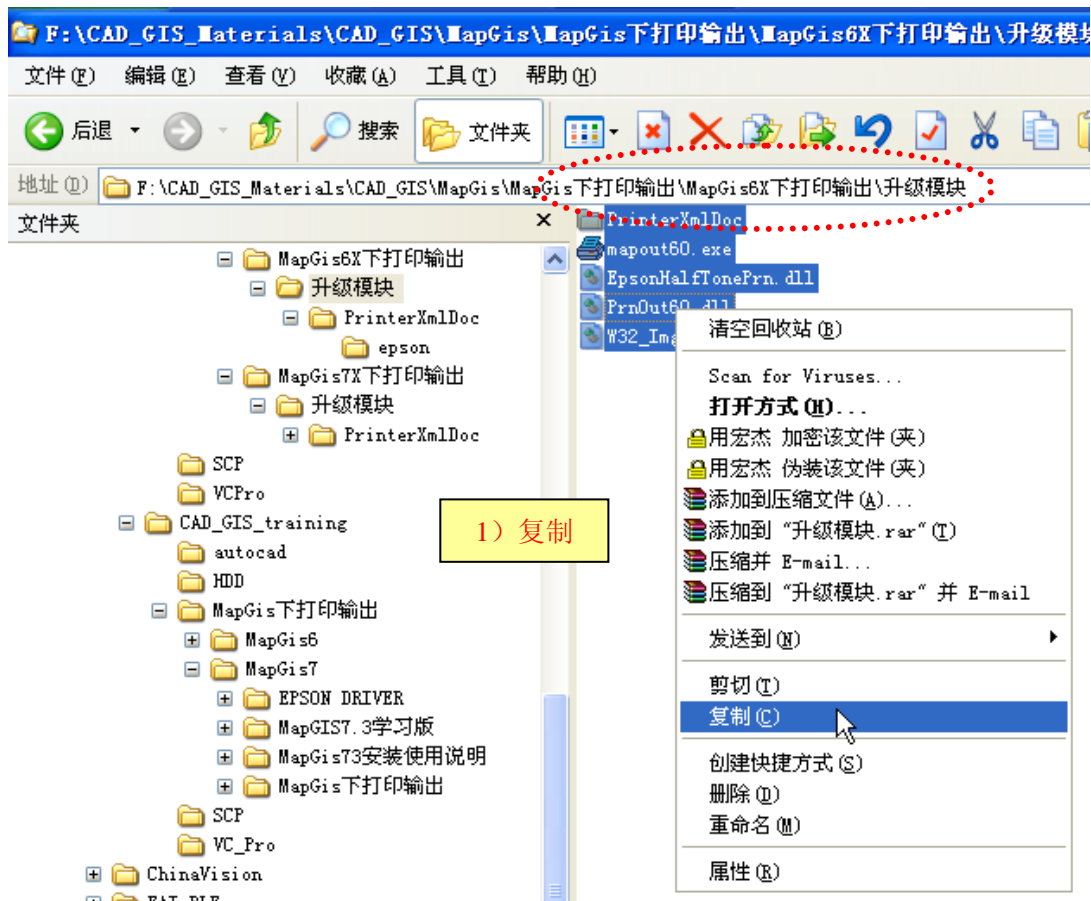 F:\CAD_GIS_Materials\CAD_GIS\MapGis\MapGis下打印输出\MapGis6X下打印输出\升级模块
文件(F) 编辑(E) 查看(V) 收藏(A) 工具(T) 帮助(H)
后退 搜索 文件夹
地址(D) F:\CAD_GIS_Materials\CAD_GIS\MapGis\MapGis下打印输出\MapGis6X下打印输出\升级模块
文件夹
PrinterXmlDoc
mapout60.exe
EpsonHalfTonePrn.dll
PrnOut60.dll
MapGis6X下打印输出
升级模块
PrinterXmlDoc
epson
MapGis7X下打印输出
升级模块
PrinterXmlDoc
SCP
VCPro
CAD_GIS_training
autocad
HDD
MapGis下打印输出
MapGis6
MapGis7
EPSON DRIVER
MapGIS7.3学习版
MapGis73安装使用说明
MapGis下打印输出
SCP
VC_Pro
ChinaVision
1）复制
清空回收站(B)
Scan for Viruses...
打开方式(H)...
用宏杰 加密该文件(夹)
用宏杰 伪装该文件(夹)
添加到压缩文件(A)...
添加到 "升级模块.rar"(T)
压缩并 E-mail...
压缩到 "升级模块.rar" 并 E-mail
发送到(N)
剪切(T)
复制(C)
创建快捷方式(S)
删除(D)
重命名(M)
属性(R)